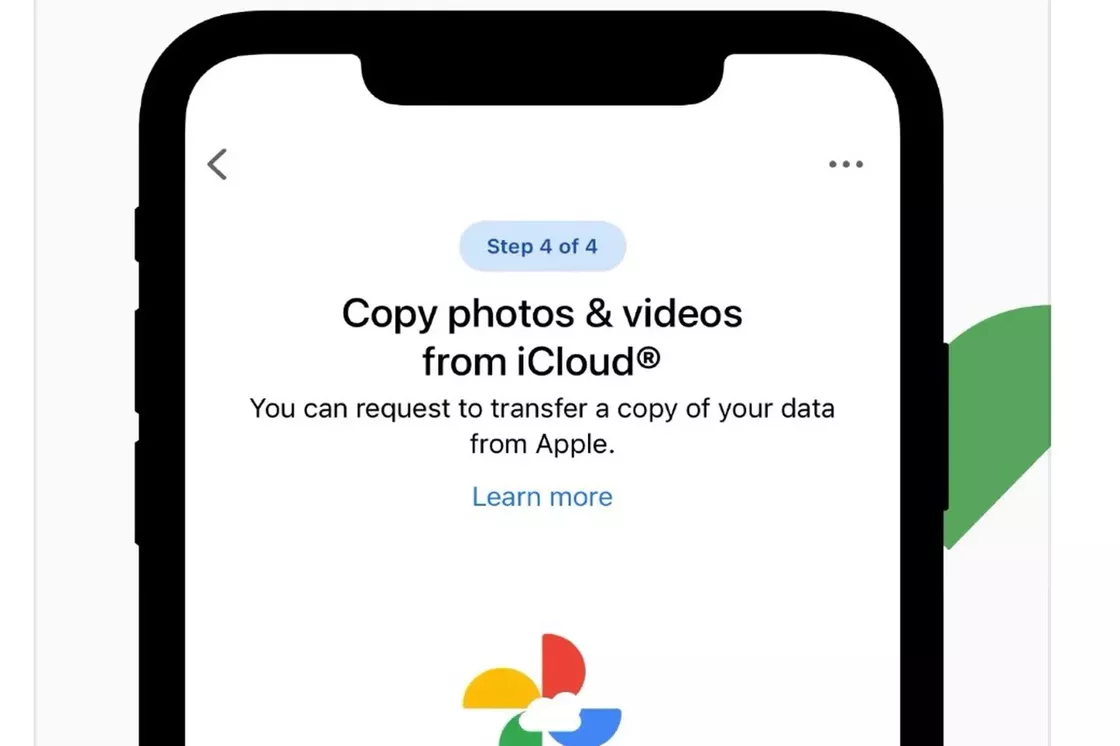 Step 4 of 4
Copy photos & videos
from iCloud®
You can request to transfer a copy of your data
from Apple.
Learn more